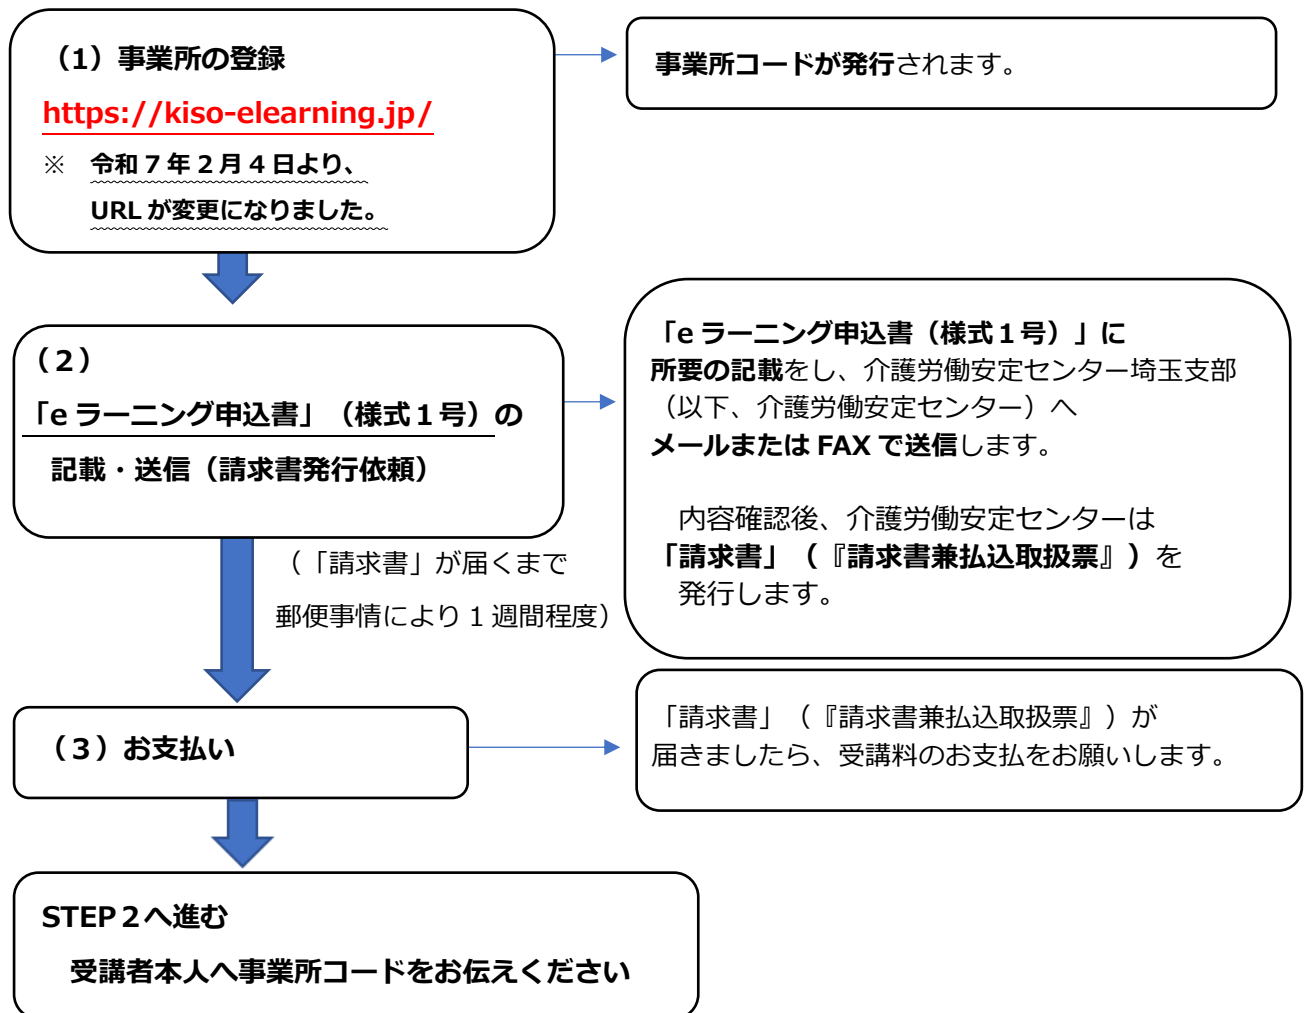 （1）事業所の登録
https://kiso-elearning.jp/
※　令和７年２月４日より、
URL が変更になりました。
事業所コードが発行されます。
（２）
「e ラーニング申込書」（様式１号）の
記載・送信（請求書発行依頼）
「e ラーニング申込書（様式１号）」に
所要の記載をし、介護労働安定センター埼玉支部
（以下、介護労働安定センター）へ
メールまたは FAX で送信します。
内容確認後、介護労働安定センターは
「請求書」（『請求書兼払込取扱票』）を
発行します。
（「請求書」が届くまで
郵便事情により１週間程度）
（３）お支払い
「請求書」（『請求書兼払込取扱票』）が
届きましたら、受講料のお支払をお願いします。
STEP２へ進む
受講者本人へ事業所コードをお伝えください